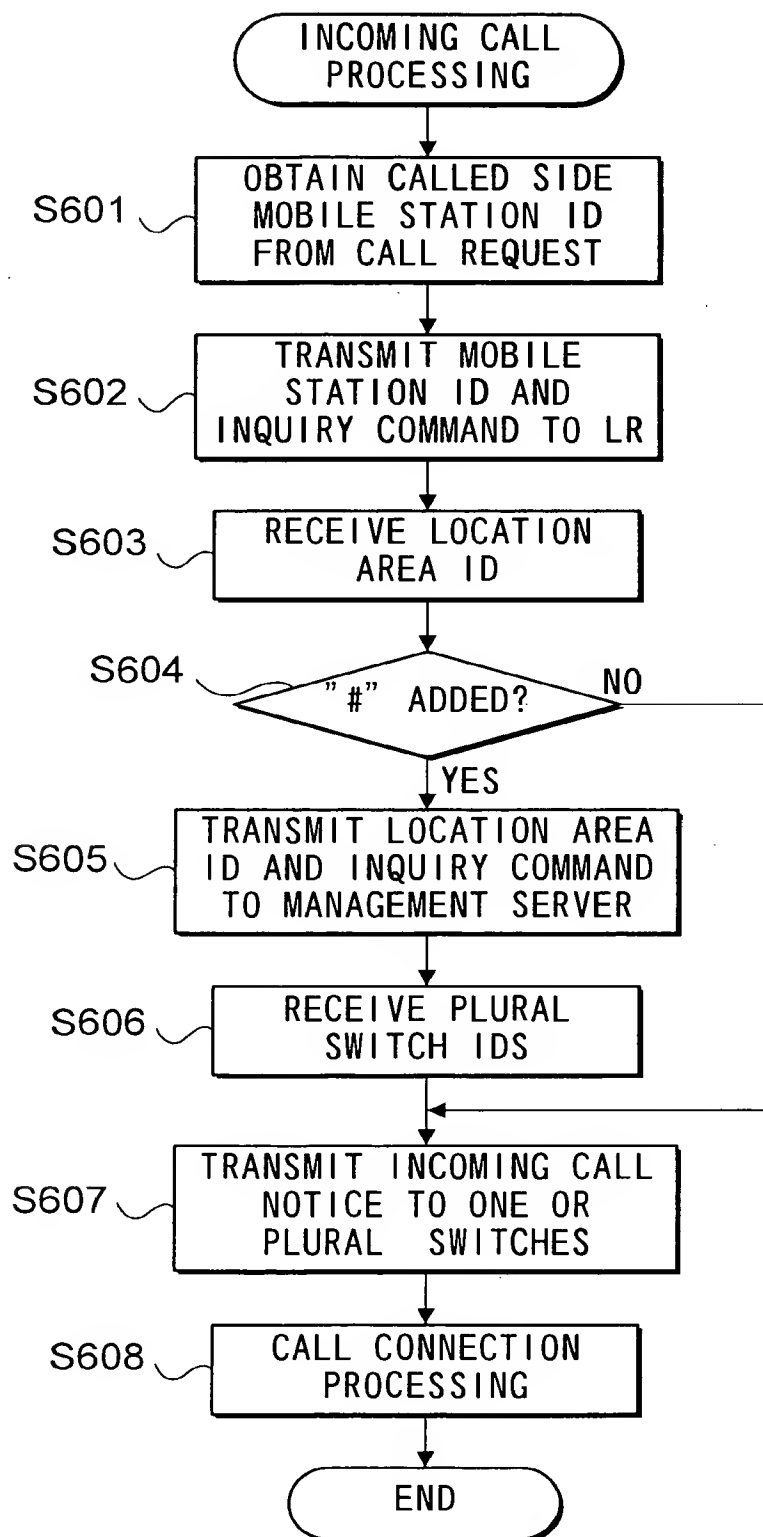 INCOMING CALL
PROCESSING
S601
OBTAIN CALLED SIDE
MOBILE STATION ID
FROM CALL REQUEST
S602
TRANSMIT MOBILE
STATION ID AND
INQUIRY COMMAND TO LR
S603
RECEIVE LOCATION
AREA ID
S604
"#" ADDED?
NO
YES
S605
TRANSMIT LOCATION AREA
ID AND INQUIRY COMMAND
TO MANAGEMENT SERVER
S606
RECEIVE PLURAL
SWITCH IDS
S607
TRANSMIT INCOMING CALL
NOTICE TO ONE OR
PLURAL SWITCHES
S608
CALL CONNECTION
PROCESSING
END